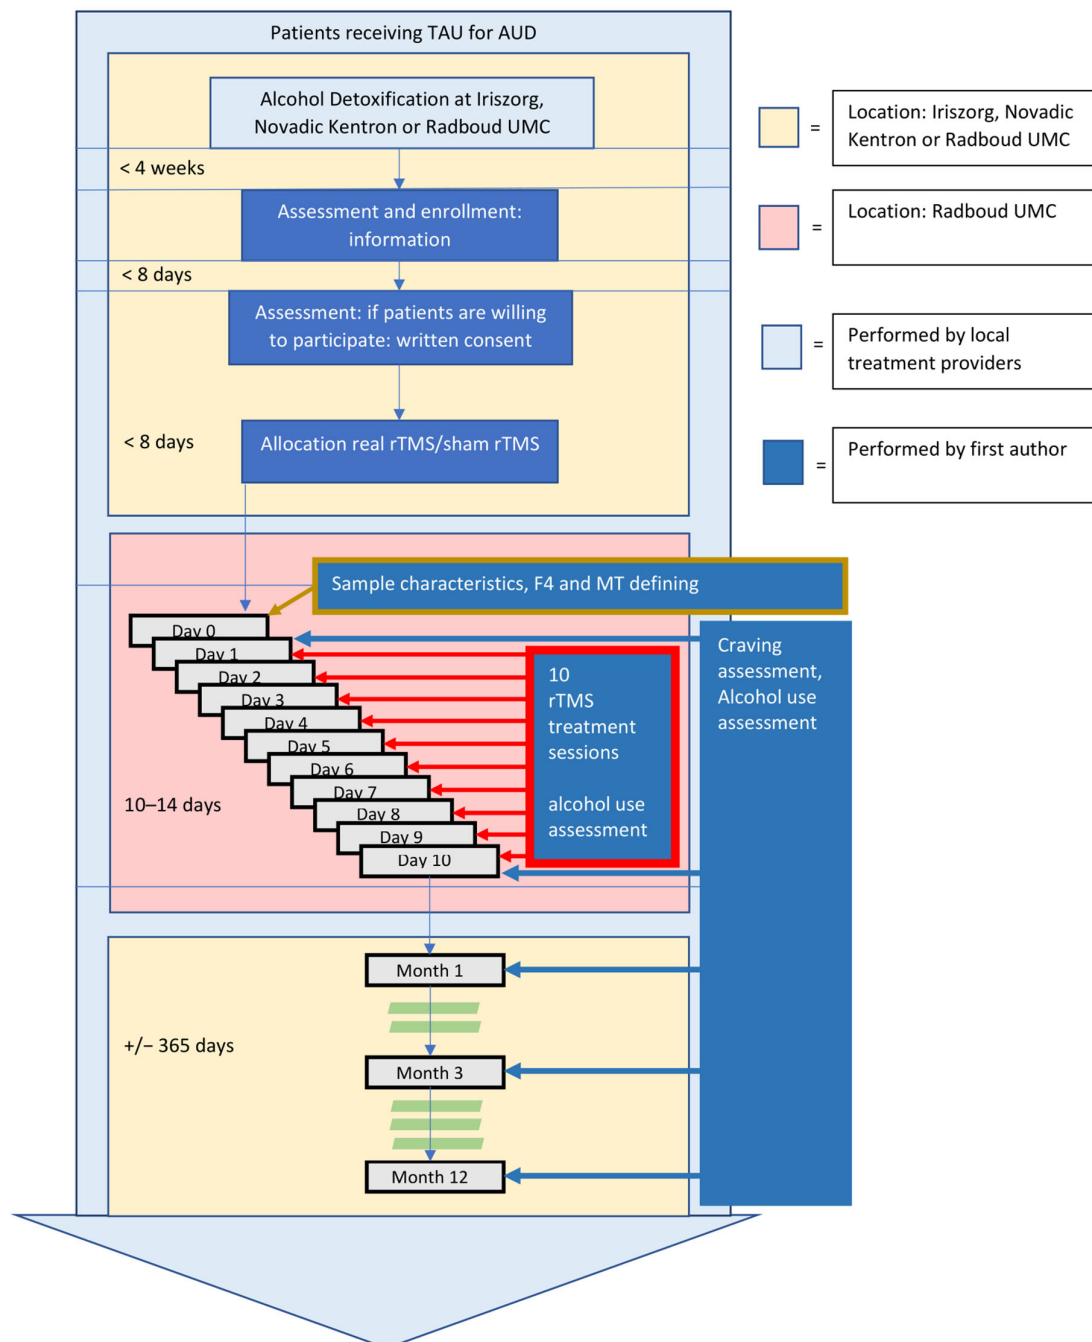 Patients receiving TAU for AUD
Alcohol Detoxification at Iriszorg,
Novadic Kentron or Radboud UMC
< 4 weeks
Assessment and enrollment:
information
< 8 days
Assessment: if patients are willing
to participate: written consent
< 8 days
Allocation real rTMS/sham rTMS
=
Location: Iriszorg, Novadic
Kentron or Radboud UMC
=
Location: Radboud UMC
=
Performed by local
treatment providers
=
Performed by first author
Sample characteristics, F4 and MT defining
Day 0
Day 1
Day 2
Day 3
Day 4
Day 5
Day 6
Day 7
Day 8
Day 9
Day 10
10–14 days
10
rTMS
treatment
sessions
alcohol use
assessment
Craving
assessment,
Alcohol use
assessment
Month 1
+/− 365 days
Month 3
Month 12